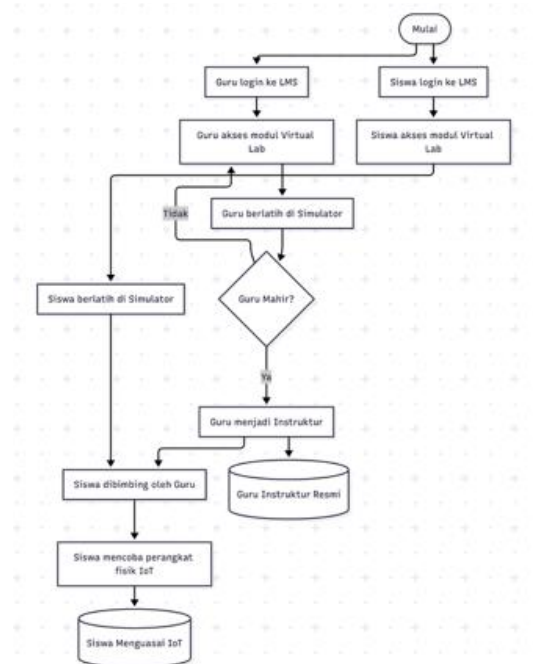 Mulai
Guru login ke LMS
Siswa login ke LMS
Guru akses modul Virtual
Lab
Siswa akses modul Virtual
Lab
Tidak
Guru berlatih di Simulator
Siswa berlatih di Simulator
Guru Mahir?
Ya
Guru menjadi Instruktur
Siswa dibimbing oleh Guru
Guru Instruktur Resmi
Siswa mencoba perangkat
fisik IoT
Siswa Menguasai IoT